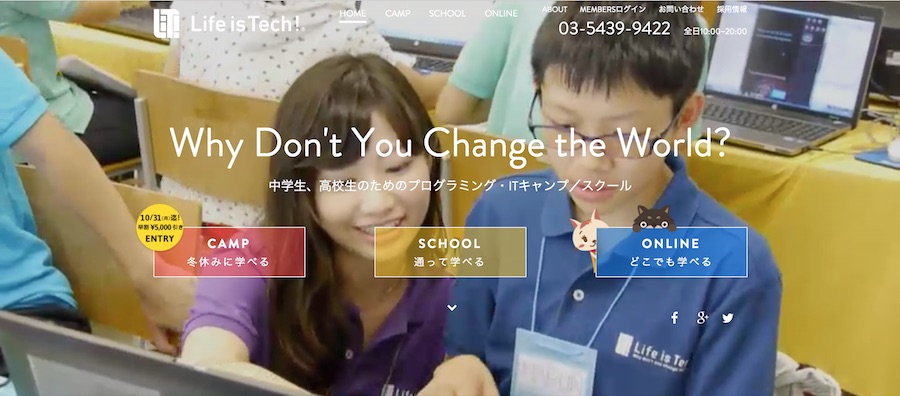 Life is Tech!
HOME CAMP SCHOOL ONLINE
ABOUT MEMBERSログイン お問い合わせ 採用情報
03-5439-9422 全日10:00~20:00
Why Don't You Change the World?
中学生、高校生のためのプログラミング・ITキャンプ／スクール
10/31(月)迄!
早割 ¥5,000 引き
ENTRY
CAMP
冬休みに学べる
SCHOOL
通って学べる
ONLINE
どこでも学べる
Life is Tech
Life is